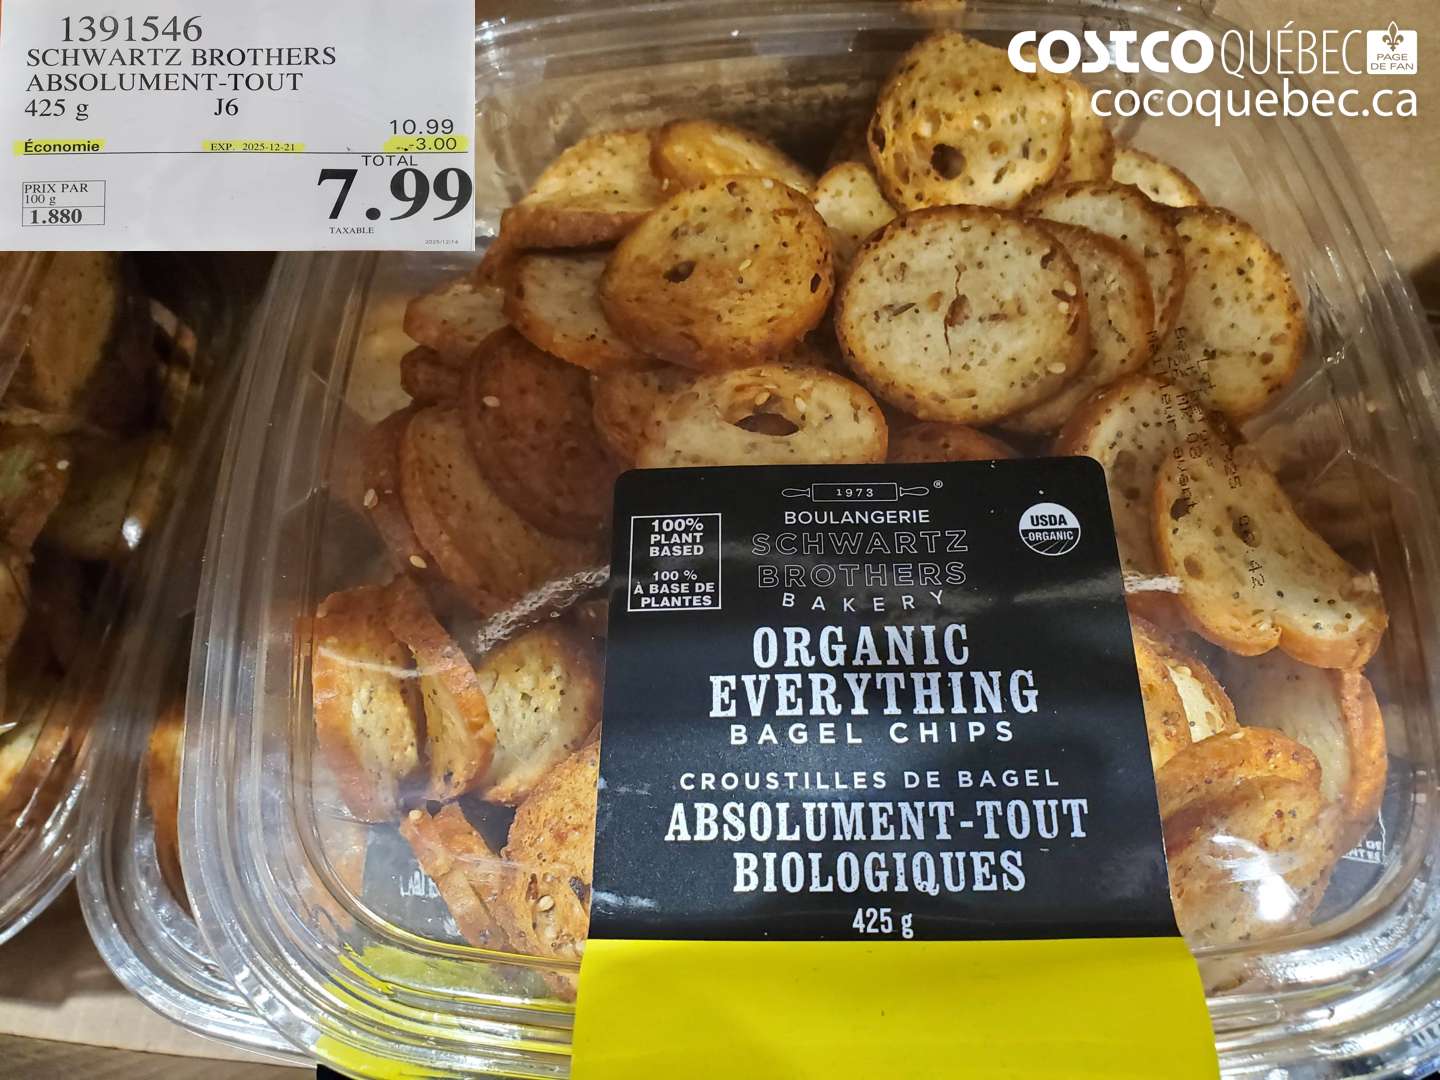 1391546
SCHWARTZ BROTHERS
ABSOLUMENT-TOUT
425 g J6
10.99
Économie EXP. 2025-12-21 -3.00
TOTAL
7.99
PRIX PAR
100 g
1.880
TAXABLE
2025/12/14
COSTCO QUÉBEC PAGE DE FAN
cocoquebec.ca
1973 ®
BOULANGERIE
SCHWARTZ
BROTHERS
BAKERY
100%
PLANT
BASED
100 %
À BASE DE
PLANTES
USDA
ORGANIC
ORGANIC
EVERYTHING
BAGEL CHIPS
CROUSTILLES DE BAGEL
ABSOLUMENT-TOUT
BIOLOGIQUES
425 g